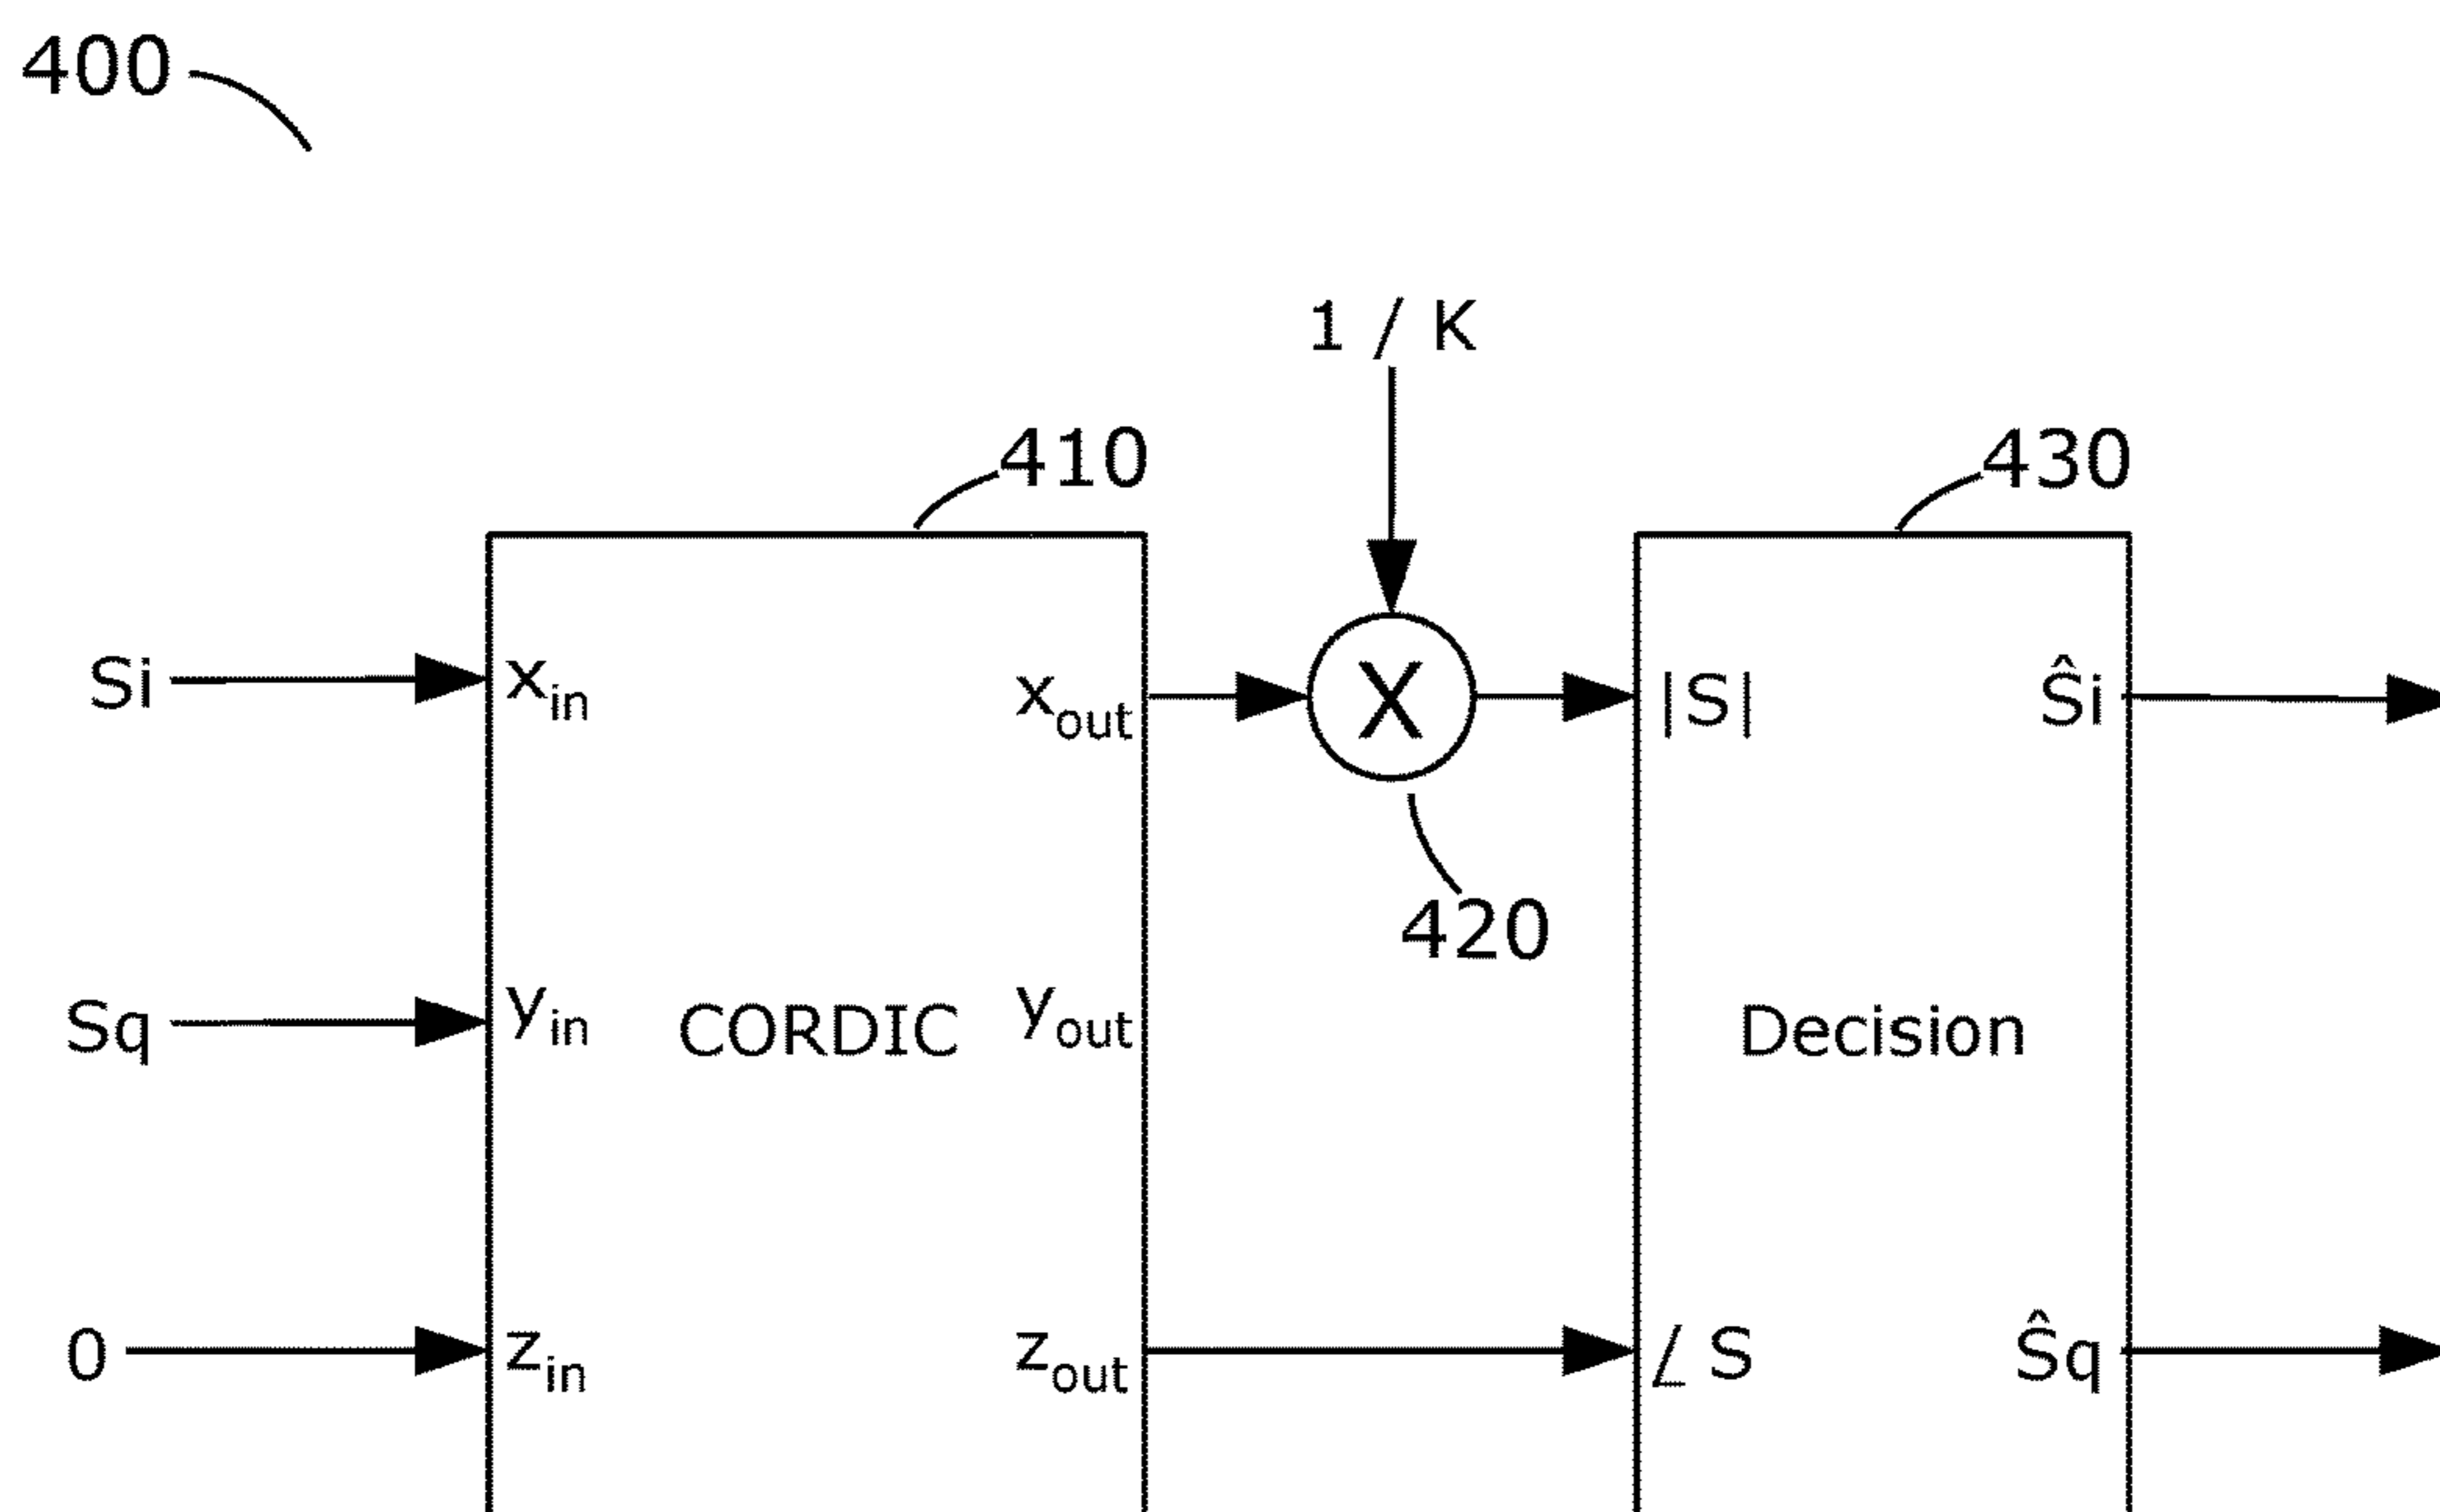 400
1 / K
410
430
Si
x_in
x_out
X
|S|
Ŝi
420
Sq
y_in
CORDIC
y_out
Decision
0
z_in
z_out
∠ S
Ŝq